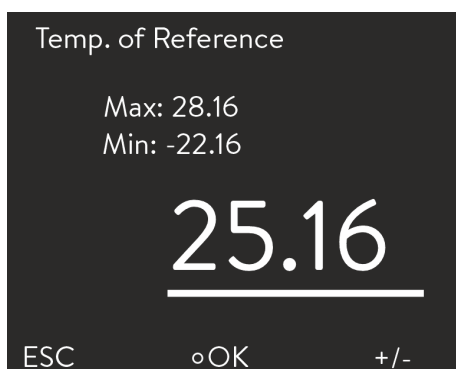 Temp. of Reference
Max: 28.16
Min: -22.16
25.16
ESC ○OK +/-